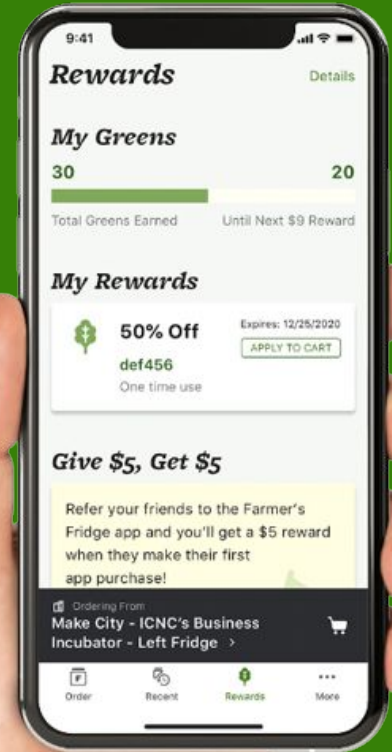 9:41
Rewards
Details
My Greens
30
20
Total Greens Earned
Until Next $9 Reward
My Rewards
50% Off
Expires: 12/25/2020
APPLY TO CART
def456
One time use
Give $5, Get $5
Refer your friends to the Farmer's
Fridge app and you'll get a $5 reward
when they make their first
app purchase!
Ordering From
Make City - ICNC's Business
Incubator - Left Fridge >
Order
Recent
Rewards
More